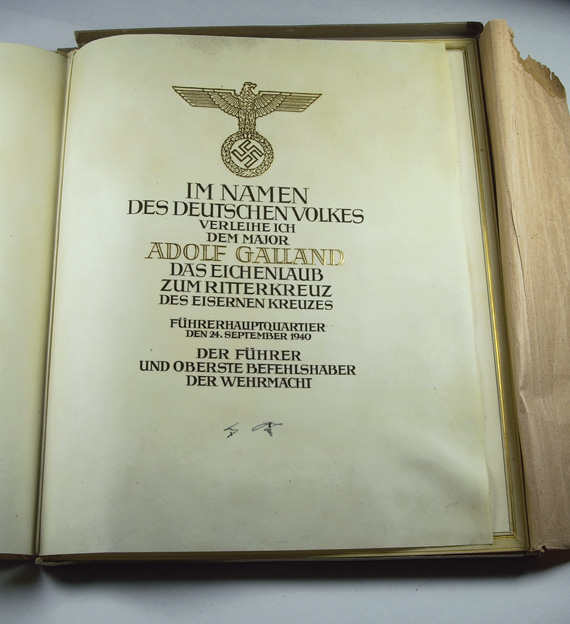 IM NAMEN
DES DEUTSCHEN VOLKES
VERLEIHE ICH
DEM MAJOR
ADOLF GALLAND
DAS EICHENLAUB
ZUM RITTERKREUZ
DES EISERNEN KREUZES
FÜHRERHAUPTQUARTIER
DEN 24. SEPTEMBER 1940
DER FÜHRER
UND OBERSTE BEFEHLSHABER
DER WEHRMACHT